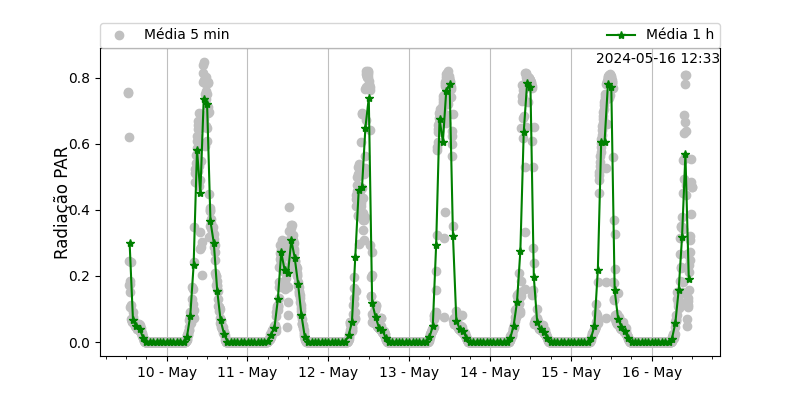 Média 5 min
Média 1 h
2024-05-16 12:33
Radiação PAR
0.8
0.6
0.4
0.2
0.0
10 - May
11 - May
12 - May
13 - May
14 - May
15 - May
16 - May